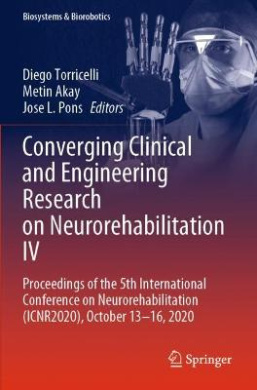 Biosystems & Biorobotics
Diego Torricelli
Metin Akay
Jose L. Pons Editors
Converging Clinical
and Engineering
Research
on Neurorehabilitation
IV
Proceedings of the 5th International
Conference on Neurorehabilitation
(ICNR2020), October 13–16, 2020
Springer